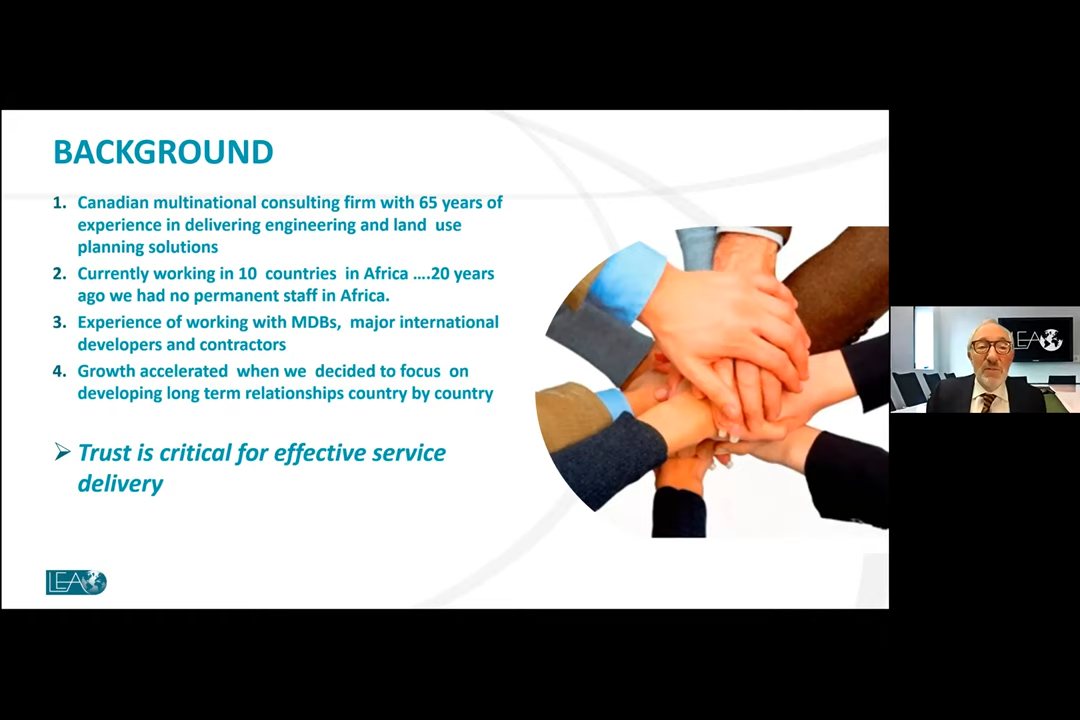 BACKGROUND
1. Canadian multinational consulting firm with 65 years of
experience in delivering engineering and land use
planning solutions
2. Currently working in 10 countries in Africa ....20 years
ago we had no permanent staff in Africa.
3. Experience of working with MDBs, major international
developers and contractors
4. Growth accelerated when we decided to focus on
developing long term relationships country by country
➢ Trust is critical for effective service
delivery
LEA
LEA